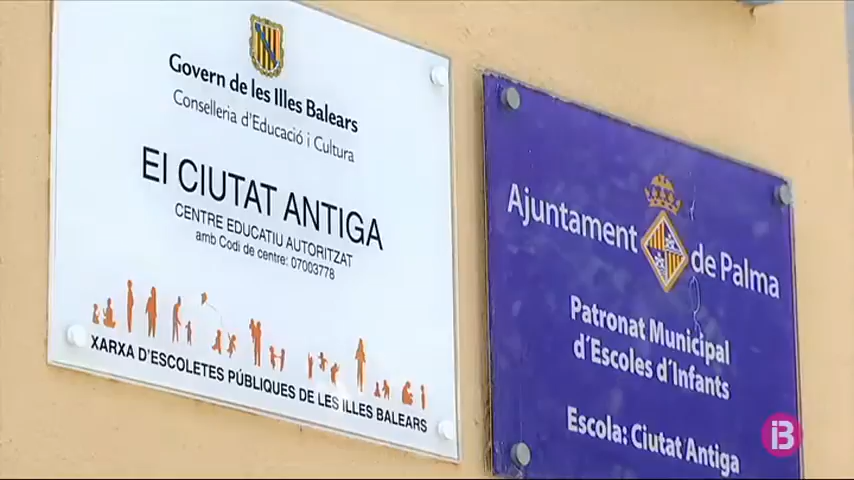 Govern de les Illes Balears
Conselleria d'Educació i Cultura
EI CIUTAT ANTIGA
CENTRE EDUCATIU AUTORITZAT
amb Codi de centre: 07003778
XARXA D'ESCOLETES PÚBLIQUES DE LES ILLES BALEARS
Ajuntament de Palma
Patronat Municipal
d´Escoles d´Infants
Escola: Ciutat Antiga
iB